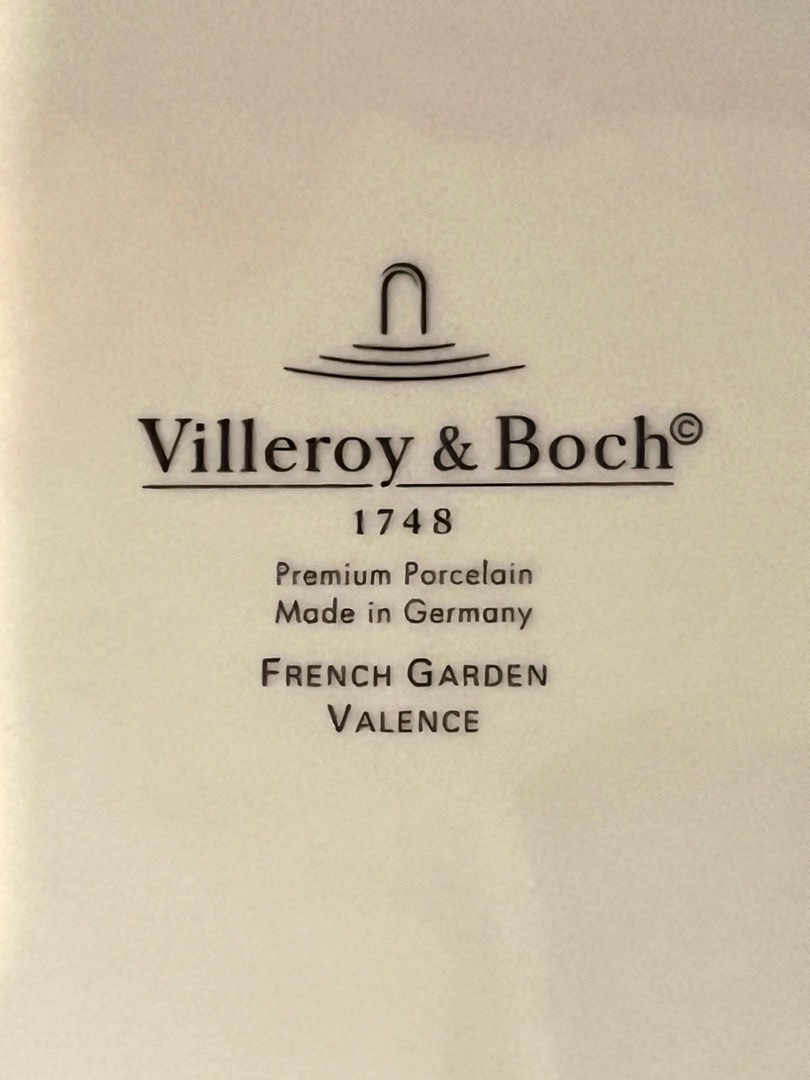 Villeroy & Boch©
1748
Premium Porcelain
Made in Germany
FRENCH GARDEN
VALENCE